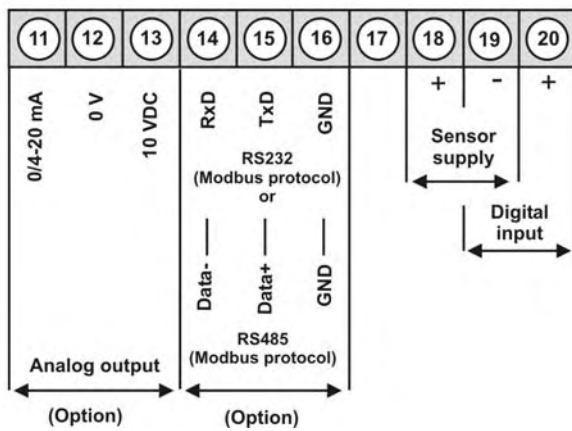 11 12 13 14 15 16 17 18 19 20
+ - +
0/4-20 mA
0 V
10 VDC
RxD
TxD
GND
RS232
(Modbus protocol)
or
Data-
Data+
GND
RS485
(Modbus protocol)
Sensor
supply
Digital
input
Analog output
(Option)
(Option)